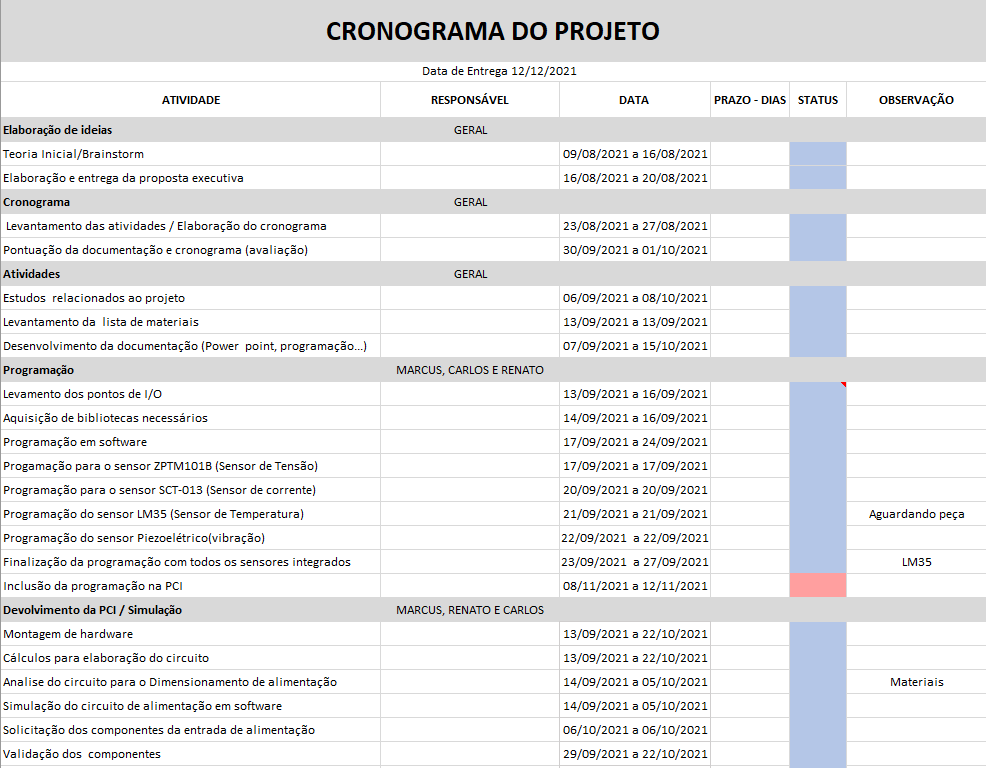 CRONOGRAMA DO PROJETO
Data de Entrega 12/12/2021
ATIVIDADE RESPONSÁVEL DATA PRAZO - DIAS STATUS OBSERVAÇÃO
Elaboração de ideias GERAL
Teoria Inicial/Brainstorm 09/08/2021 a 16/08/2021
Elaboração e entrega da proposta executiva 16/08/2021 a 20/08/2021
Cronograma GERAL
Levantamento das atividades / Elaboração do cronograma 23/08/2021 a 27/08/2021
Pontuação da documentação e cronograma (avaliação) 30/09/2021 a 01/10/2021
Atividades GERAL
Estudos relacionados ao projeto 06/09/2021 a 08/10/2021
Levantamento da lista de materiais 13/09/2021 a 13/09/2021
Desenvolvimento da documentação (Power point, programação...) 07/09/2021 a 15/10/2021
Programação MARCUS, CARLOS E RENATO
Levamento dos pontos de I/O 13/09/2021 a 16/09/2021
Aquisição de bibliotecas necessários 14/09/2021 a 16/09/2021
Programação em software 17/09/2021 a 24/09/2021
Progamação para o sensor ZPTM101B (Sensor de Tensão) 17/09/2021 a 17/09/2021
Programação para o sensor SCT-013 (Sensor de corrente) 20/09/2021 a 20/09/2021
Programação do sensor LM35 (Sensor de Temperatura) 21/09/2021 a 21/09/2021 Aguardando peça
Programação do sensor Piezoelétrico(vibração) 22/09/2021 a 22/09/2021
Finalização da programação com todos os sensores integrados 23/09/2021 a 27/09/2021 LM35
Inclusão da programação na PCI 08/11/2021 a 12/11/2021
Devolvimento da PCI / Simulação MARCUS, RENATO E CARLOS
Montagem de hardware 13/09/2021 a 22/10/2021
Cálculos para elaboração do circuito 13/09/2021 a 22/10/2021
Analise do circuito para o Dimensionamento de alimentação 14/09/2021 a 05/10/2021 Materiais
Simulação do circuito de alimentação em software 14/09/2021 a 05/10/2021
Solicitação dos componentes da entrada de alimentação 06/10/2021 a 06/10/2021
Validação dos componentes 29/09/2021 a 22/10/2021